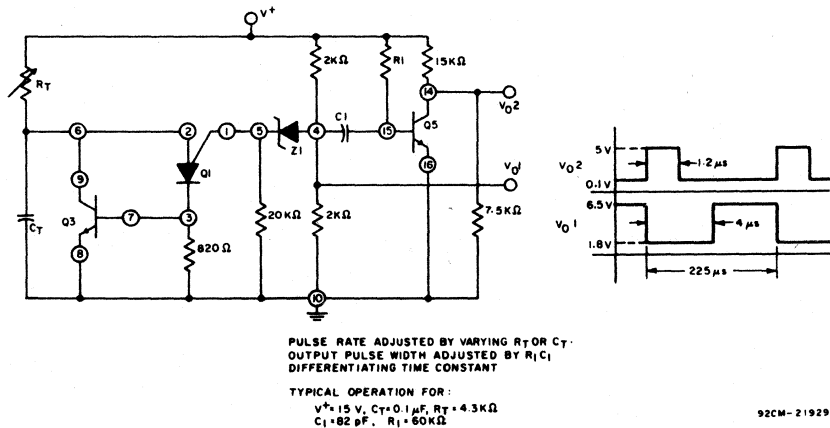 V+
2KΩ
R1
15KΩ
RT
14
VO2
C1
6
2
1
5
4
15
Q5
Z1
Q1
16
VO1
9
Q3
7
3
20KΩ
2KΩ
7.5KΩ
CT
8
820Ω
10
5V
1.2μs
VO2
0.1V
6.5V
VO1
4μs
1.8V
225μs
PULSE RATE ADJUSTED BY VARYING RT OR CT.
OUTPUT PULSE WIDTH ADJUSTED BY R1C1
DIFFERENTIATING TIME CONSTANT
TYPICAL OPERATION FOR:
V+=15 V, CT=0.1μF, RT=4.3KΩ
C1=82 pF, R1=60KΩ
92CM-21929